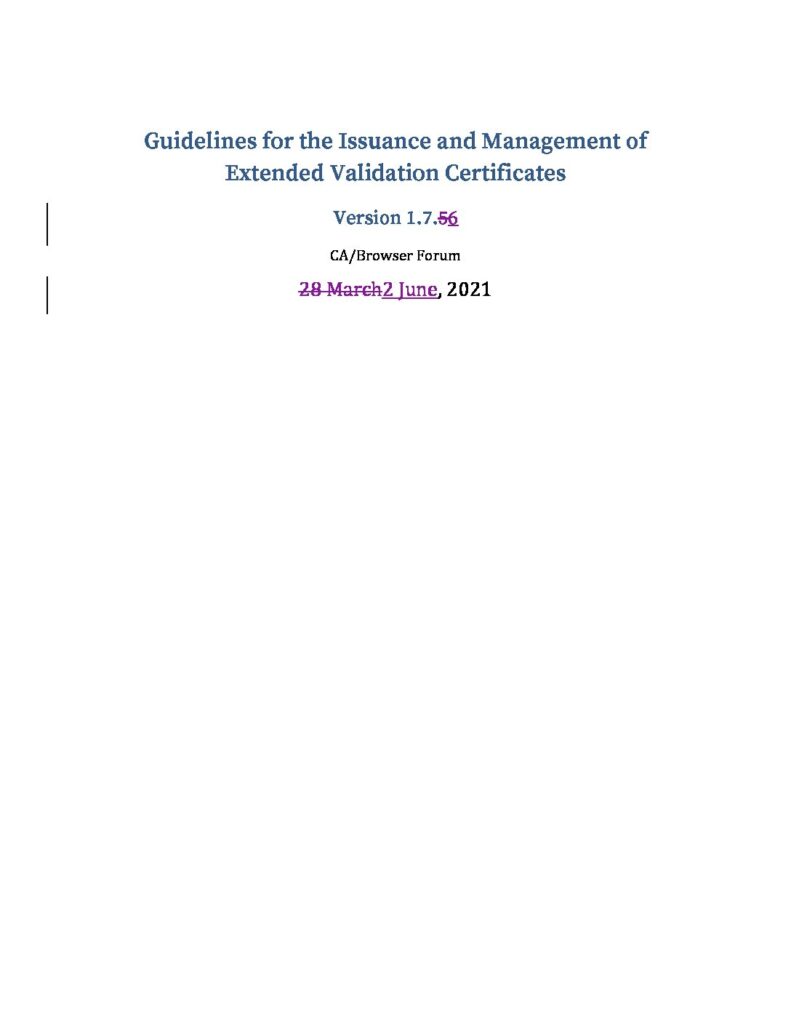 Guidelines for the Issuance and Management of
Extended Validation Certificates
Version 1.7.56
CA/Browser Forum
28 March2 June, 2021